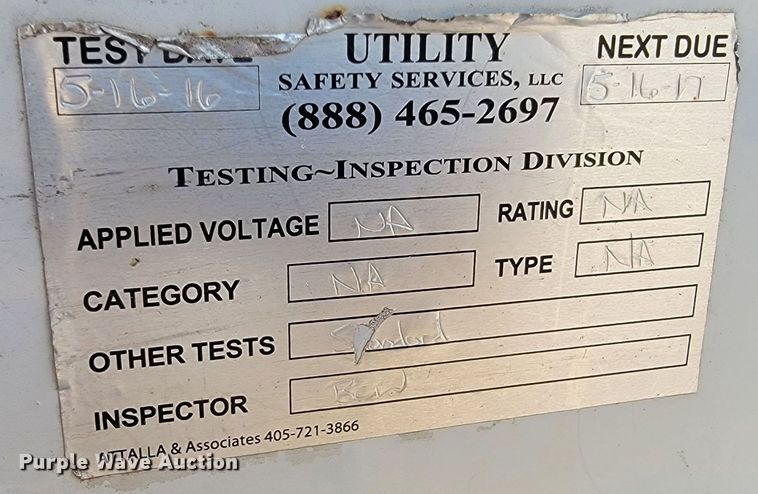 TEST DATE UTILITY NEXT DUE
5-16-16 SAFETY SERVICES, LLC 5-16-17
(888) 465-2697
TESTING~INSPECTION DIVISION
APPLIED VOLTAGE NA RATING NA
CATEGORY NA TYPE N/A
OTHER TESTS Standard
INSPECTOR
ATTALLA & Associates 405-721-3866
Purple Wave Auction